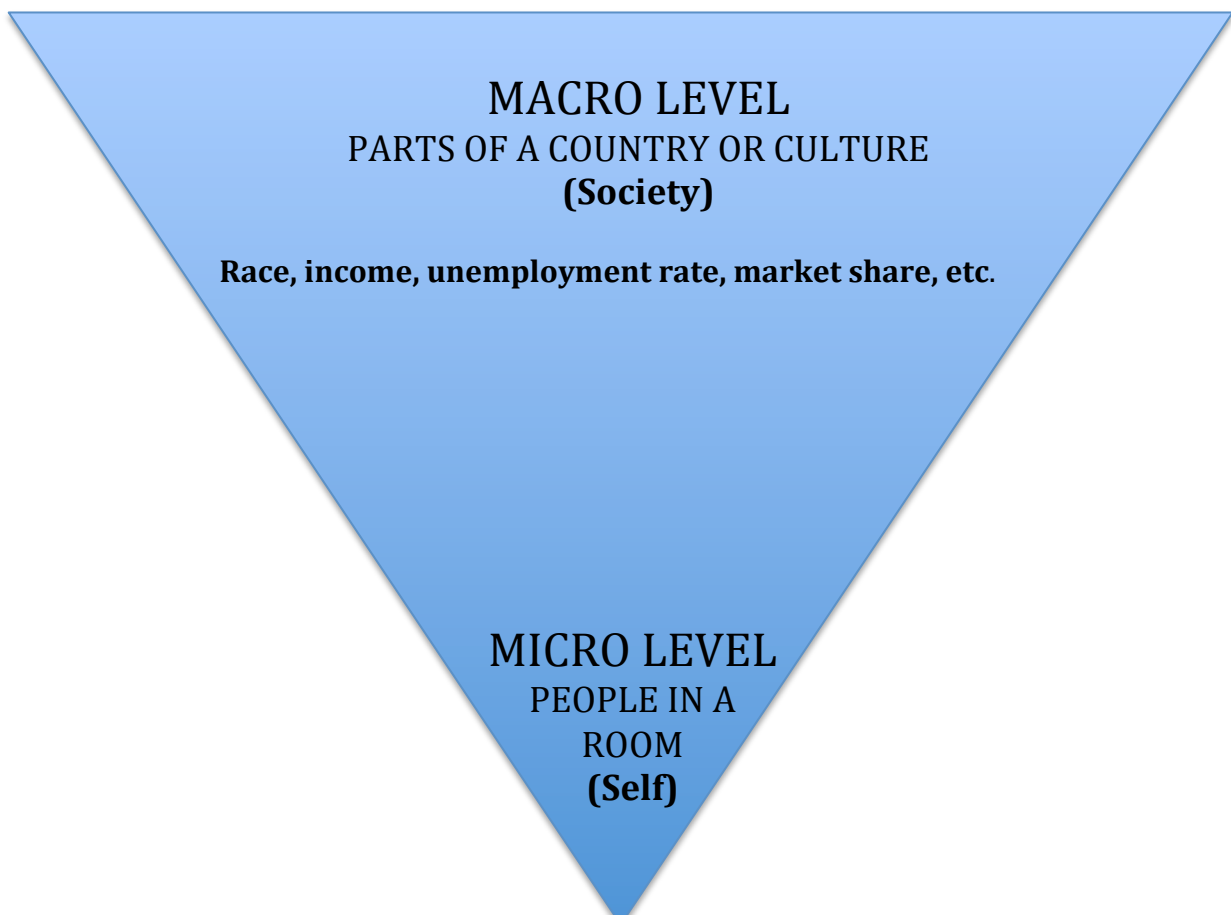 MACRO LEVEL
PARTS OF A COUNTRY OR CULTURE
(Society)
Race, income, unemployment rate, market share, etc.
MICRO LEVEL
PEOPLE IN A
ROOM
(Self)